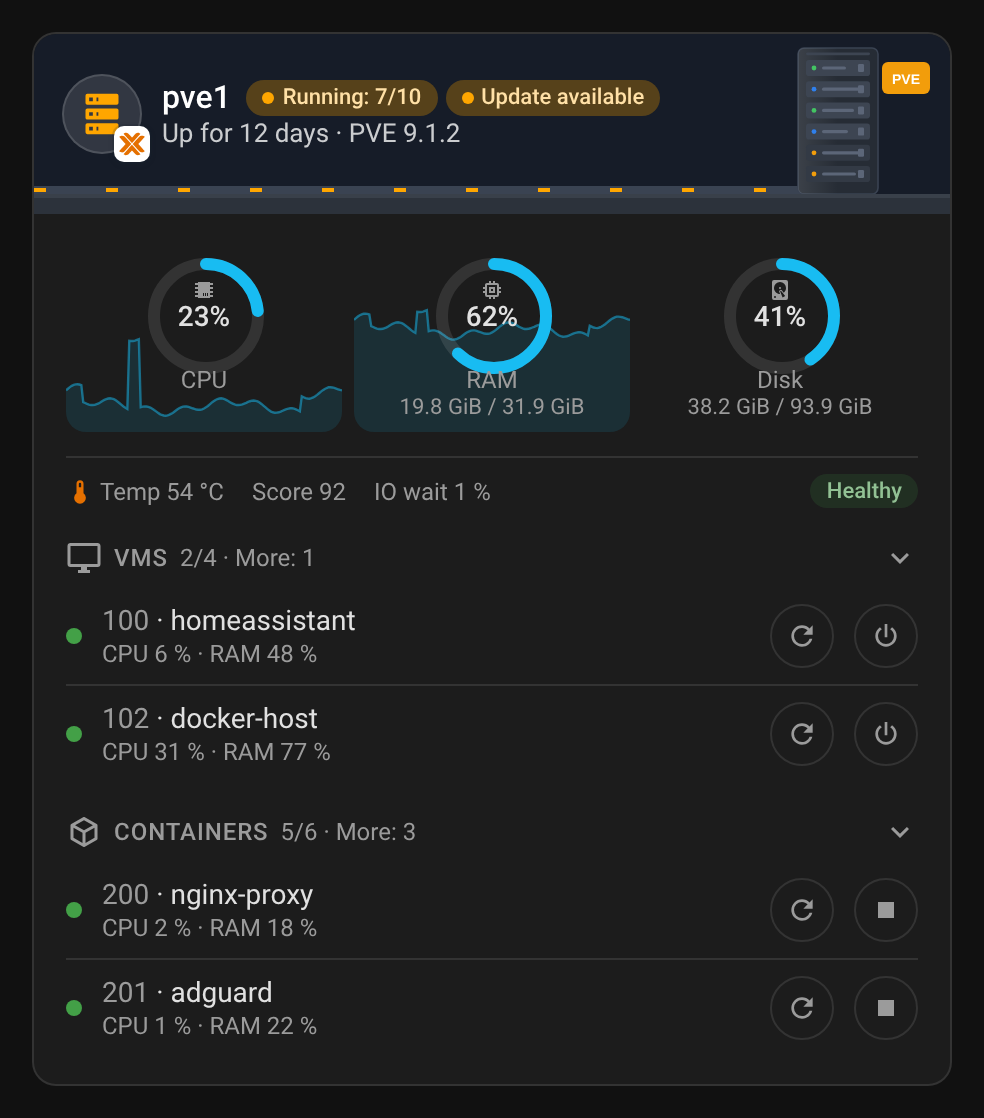 pve1 Running: 7/10 Update available
Up for 12 days · PVE 9.1.2
PVE
23%
CPU
62%
RAM
19.8 GiB / 31.9 GiB
41%
Disk
38.2 GiB / 93.9 GiB
Temp 54 °C Score 92 IO wait 1 % Healthy
VMS 2/4 · More: 1
100 · homeassistant
CPU 6 % · RAM 48 %
102 · docker-host
CPU 31 % · RAM 77 %
CONTAINERS 5/6 · More: 3
200 · nginx-proxy
CPU 2 % · RAM 18 %
201 · adguard
CPU 1 % · RAM 22 %